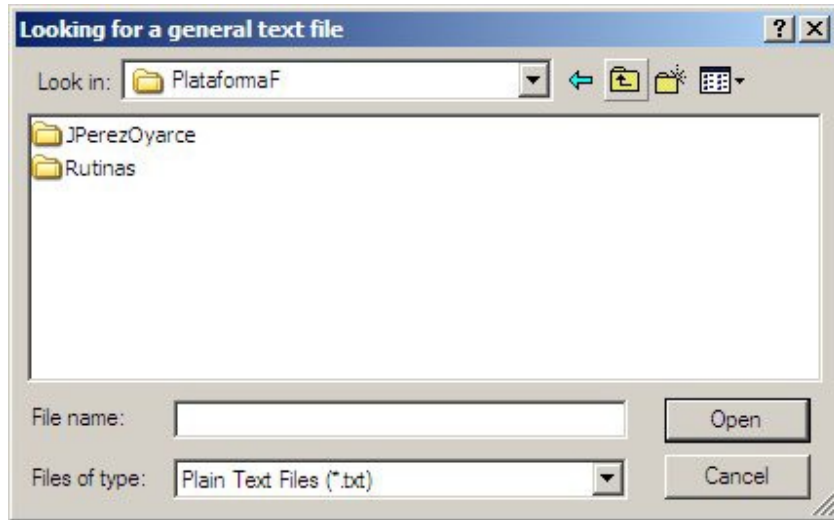 Looking for a general text file
?
Look in: PlataformaF
JPerezOyarce
Rutinas
File name: Open
Files of type: Plain Text Files (*.txt) Cancel